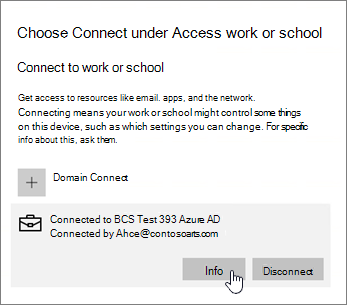 Choose Connect under Access work or school
Connect to work or school
Get access to resources like email. apps, and the network.
Connecting means your work or school might control some things
on this device, such as which settings you can change. For specific
info about this, ask them.
Domain Connect
Connected to BCS Test 393 Azure AD
Connected by Ahce@contosoarts.com
Info
Disconnect